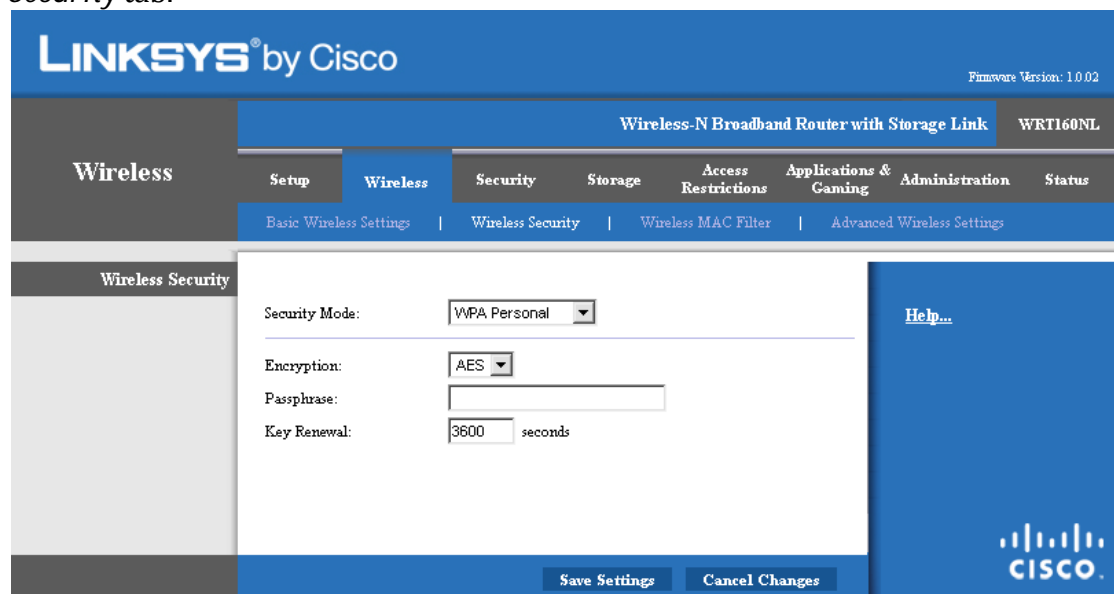 security tab.
LINKSYS® by Cisco
Firmware Version: 1.0.02
Wireless-N Broadband Router with Storage Link WRT160NL
Wireless
Setup Wireless Security Storage Access Restrictions Applications & Gaming Administration Status
Basic Wireless Settings | Wireless Security | Wireless MAC Filter | Advanced Wireless Settings
Wireless Security
Security Mode: WPA Personal
Help...
Encryption: AES
Passphrase:
Key Renewal: 3600 seconds
Save Settings Cancel Changes
CISCO.